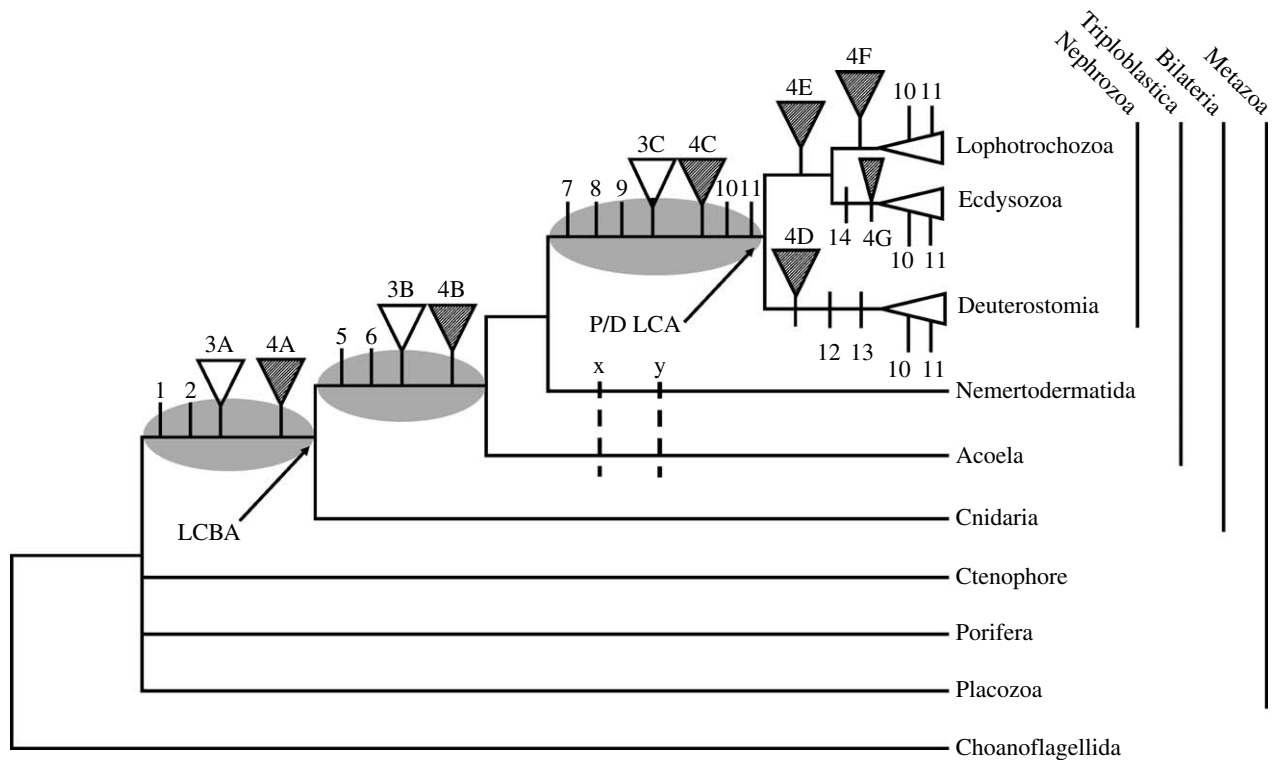 Nephrozoa
Triploblastica
Bilateria
Metazoa
4F
4E
10 11
Lophotrochozoa
3C 4C
7 8 9 10 11
Ecdysozoa
14 4G
10 11
4D
Deuterostomia
12 13
10 11
P/D LCA
3B 4B
5 6
x y
Nemertodermatida
3A 4A
1 2
Acoela
LCBA
Cnidaria
Ctenophore
Porifera
Placozoa
Choanoflagellida